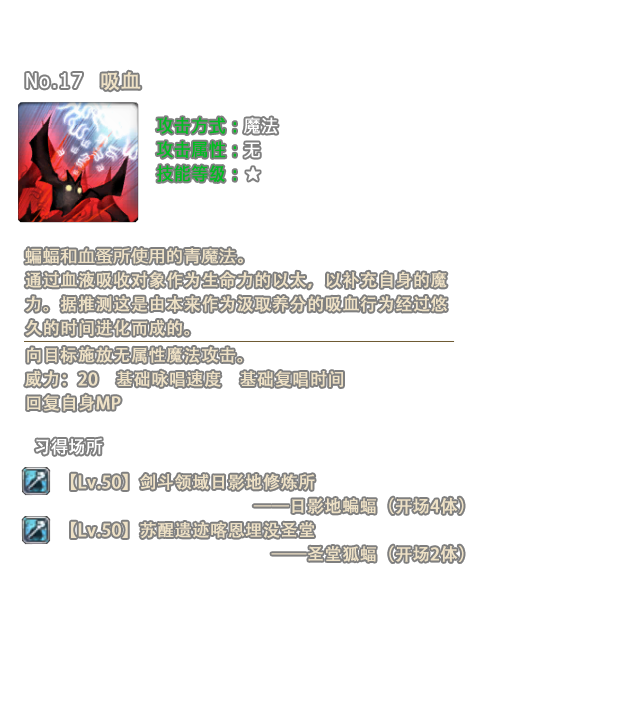 No.17 吸血
攻击方式：魔法
攻击属性：无
技能等级：★
蝙蝠和血蚤所使用的青魔法。
通过血液吸收对象作为生命力的以太，以补充自身的魔
力。据推测这是由本来作为汲取养分的吸血行为经过悠
久的时间进化而成的。
向目标施放无属性魔法攻击。
威力：20　基础咏唱速度　基础复唱时间
回复自身MP
习得场所
【Lv.50】剑斗领域日影地修炼所
——日影地蝙蝠（开场4体）
【Lv.50】苏醒遗迹喀恩埋没圣堂
——圣堂狐蝠（开场2体）